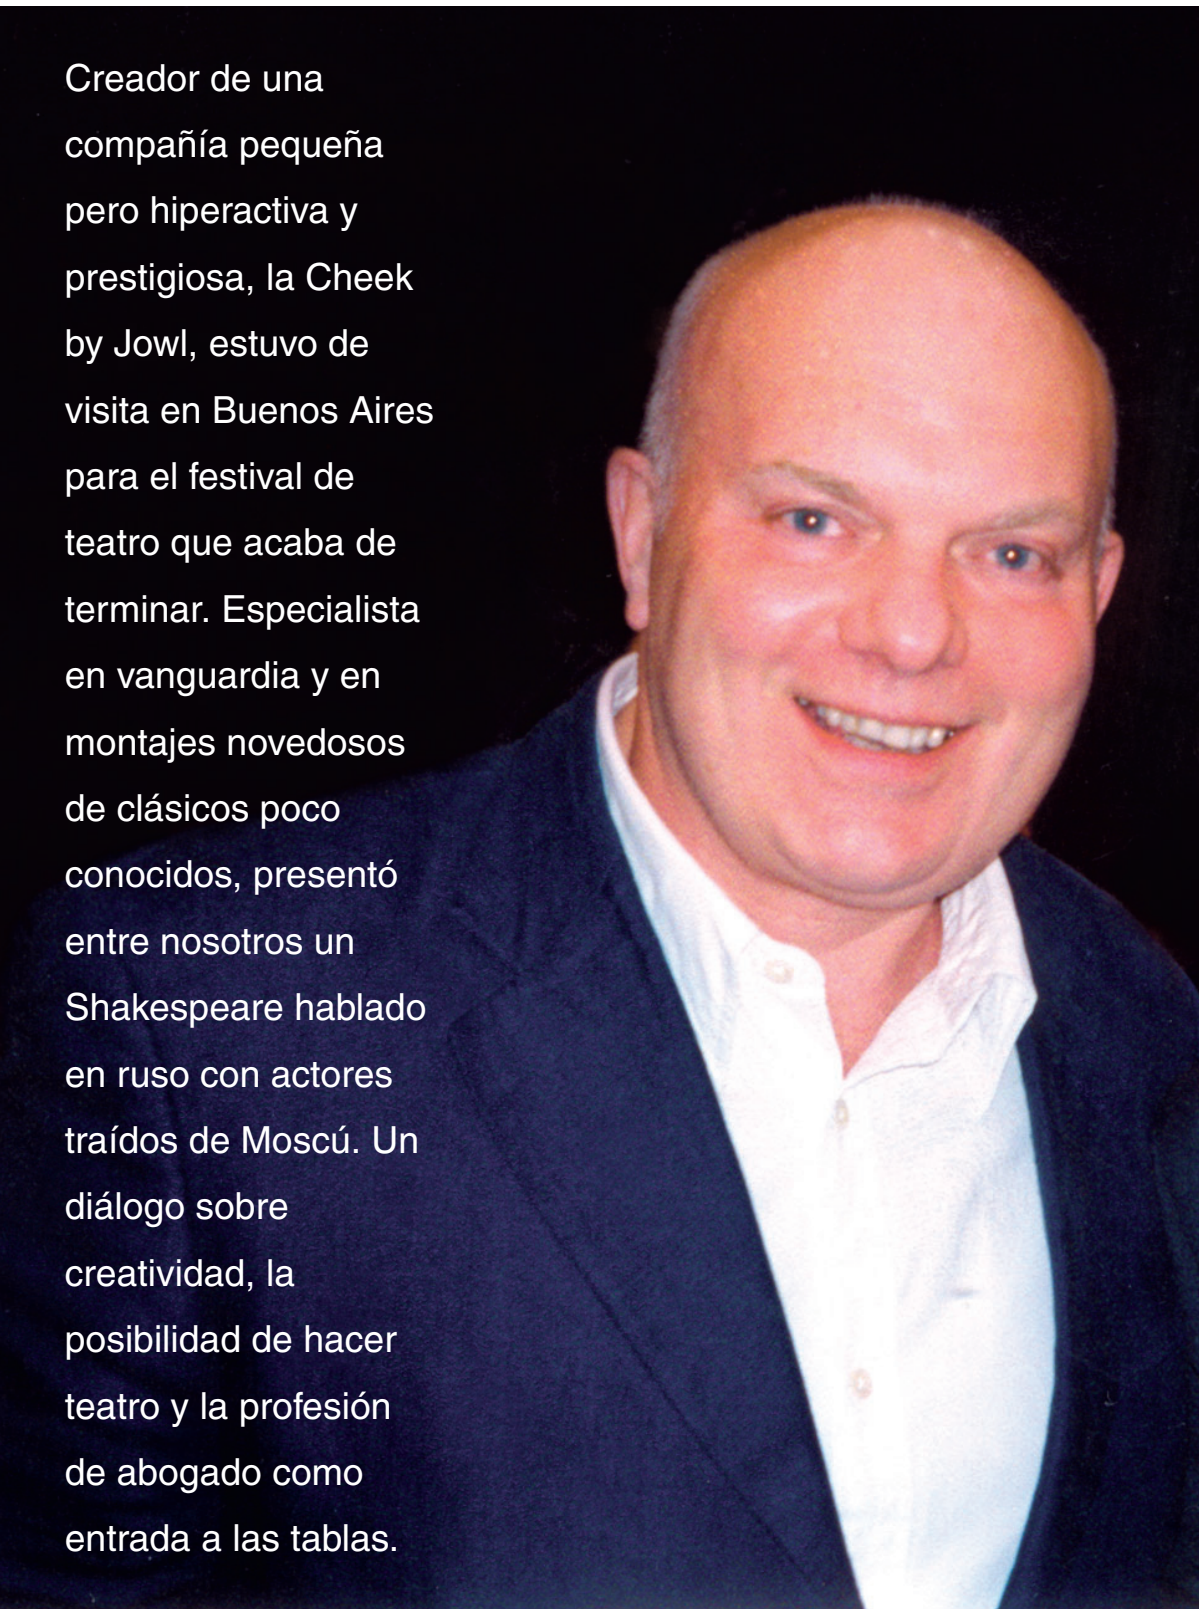 Creador de una
compañía pequeña
pero hiperactiva y
prestigiosa, la Cheek
by Jowl, estuvo de
visita en Buenos Aires
para el festival de
teatro que acaba de
terminar. Especialista
en vanguardia y en
montajes novedosos
de clásicos poco
conocidos, presentó
entre nosotros un
Shakespeare hablado
en ruso con actores
traídos de Moscú. Un
diálogo sobre
creatividad, la
posibilidad de hacer
teatro y la profesión
de abogado como
entrada a las tablas.